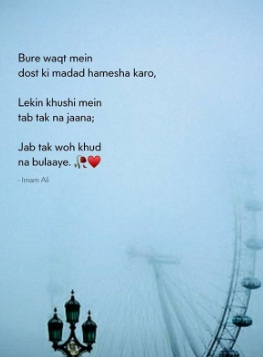 Bure waqt mein
dost ki madad hamesha karo,
Lekin khushi mein
tab tak na jaana;
Jab tak woh khud
na bulaaye. 🥀❤️
- Imam Ali